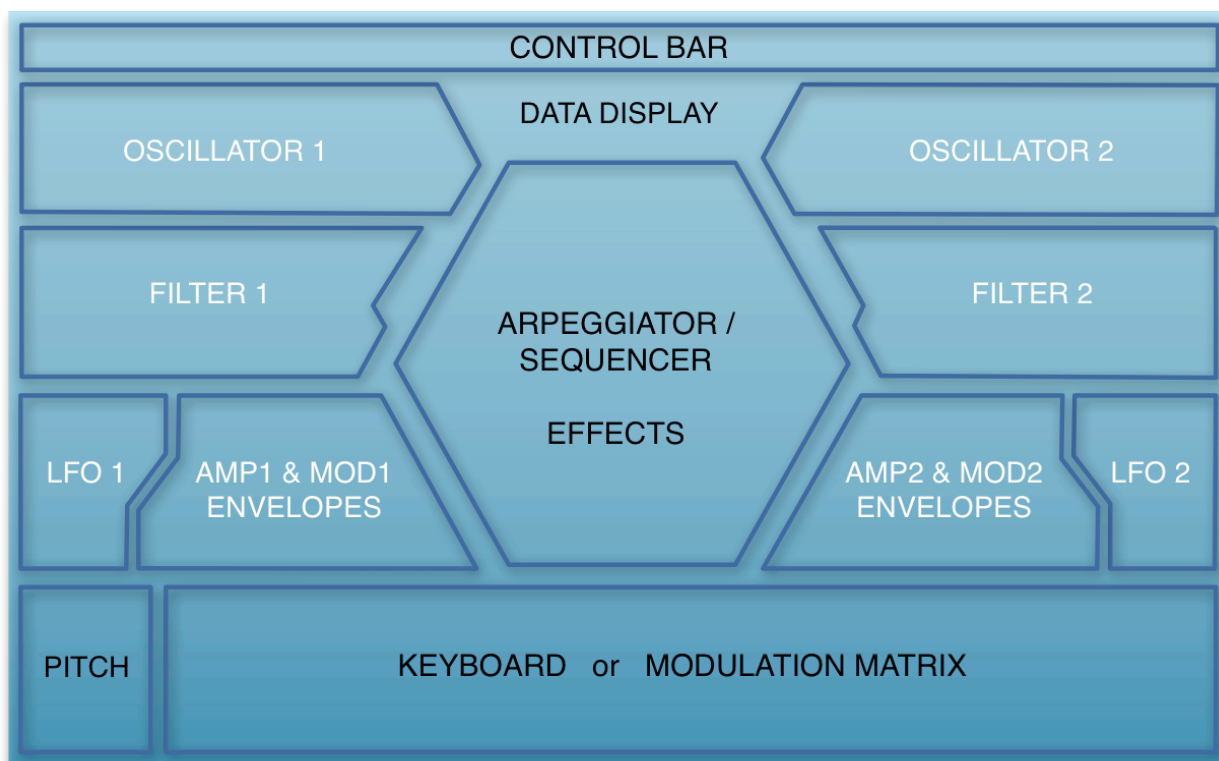 CONTROL BAR
DATA DISPLAY
OSCILLATOR 1
OSCILLATOR 2
FILTER 1
FILTER 2
ARPEGGIATOR /
SEQUENCER
EFFECTS
LFO 1
AMP1 & MOD1
ENVELOPES
AMP2 & MOD2
ENVELOPES
LFO 2
PITCH
KEYBOARD or MODULATION MATRIX